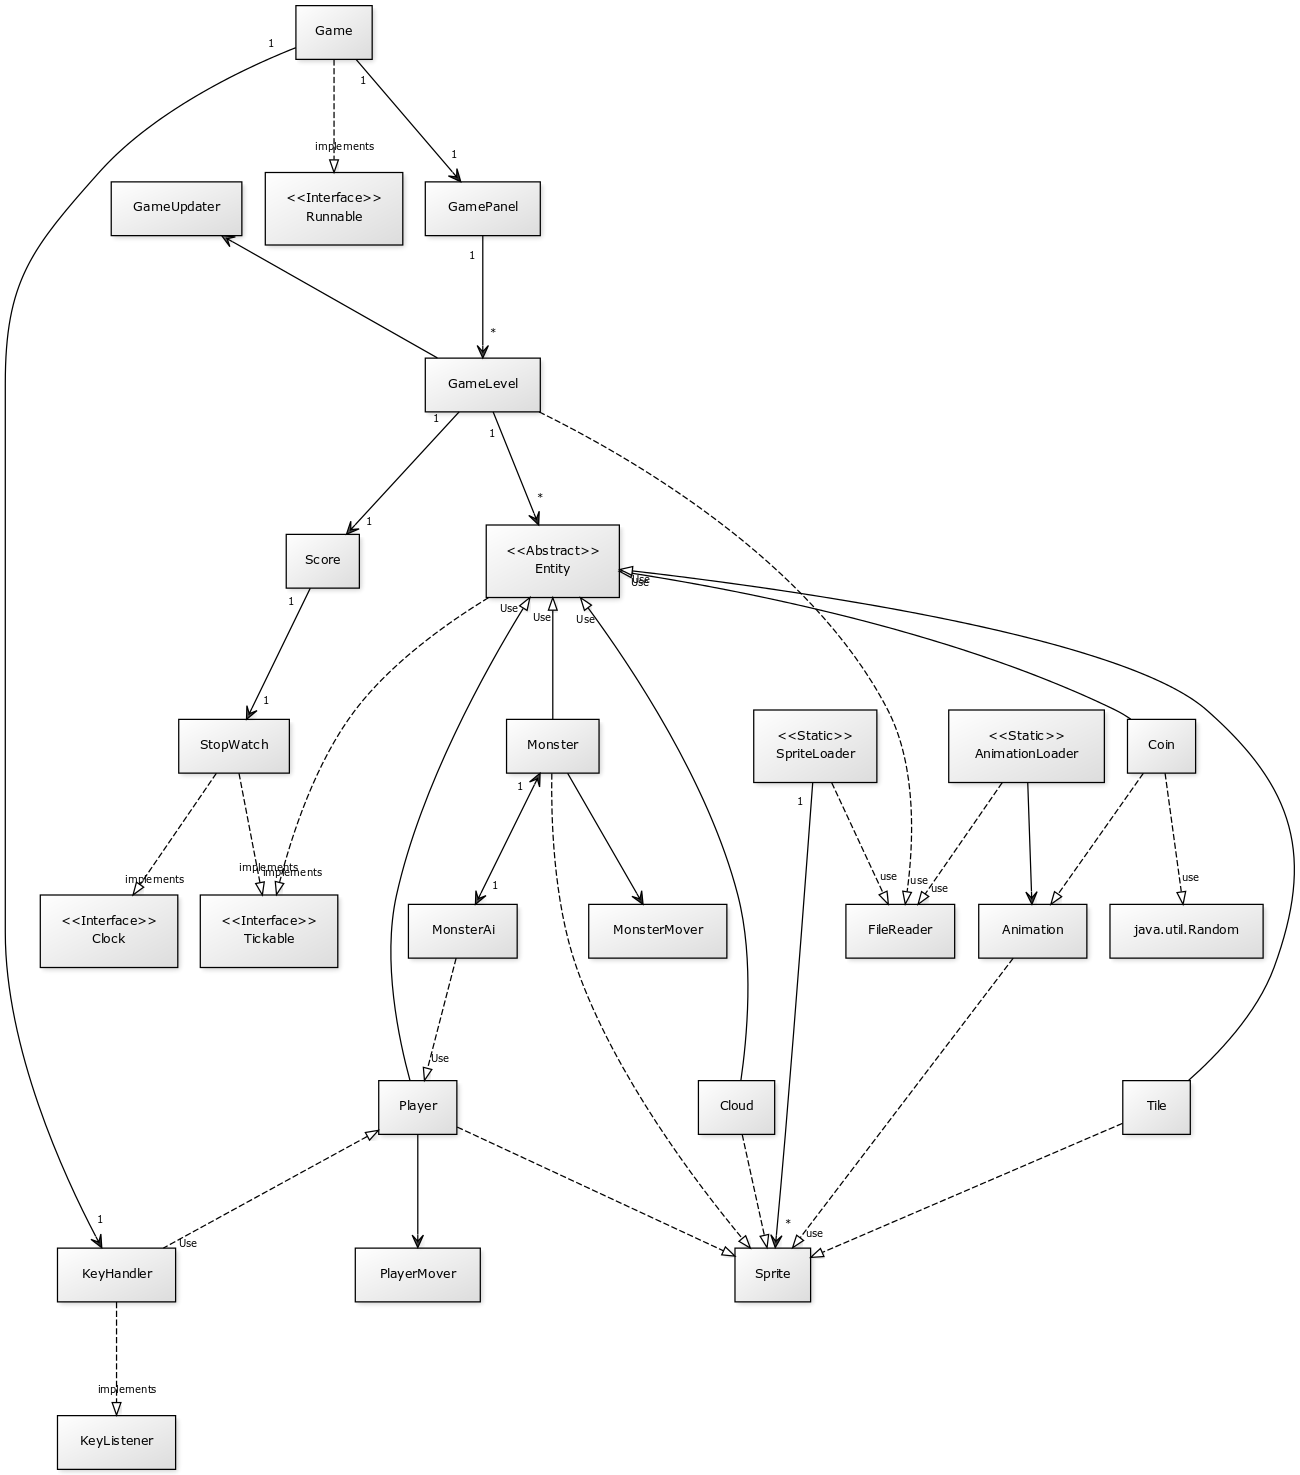 Game
1
1
implements
1
<<Interface>>
Runnable
GameUpdater
GamePanel
1
*
GameLevel
1
1
*
1
<<Abstract>>
Entity
Use
Use
Score
1
Use
Use
Use
1
<<Static>>
SpriteLoader
<<Static>>
AnimationLoader
StopWatch
Monster
Coin
1
1
implements
implements
implements
1
use
use
use
use
<<Interface>>
Clock
<<Interface>>
Tickable
MonsterAi
MonsterMover
FileReader
Animation
java.util.Random
Use
Player
Cloud
Tile
1
Use
*
use
KeyHandler
PlayerMover
Sprite
implements
KeyListener